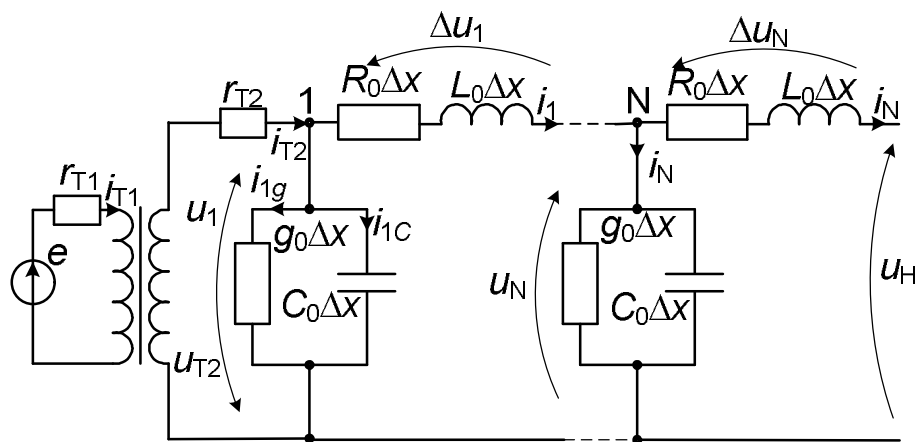 Δu1 ΔuN
R0Δx L0Δx R0Δx L0Δx
rT2 1 i1 N iN
iT2
rT1 iT1 u1 i1g i1C iN
g0Δx g0Δx
e uN uH
C0Δx C0Δx
uT2